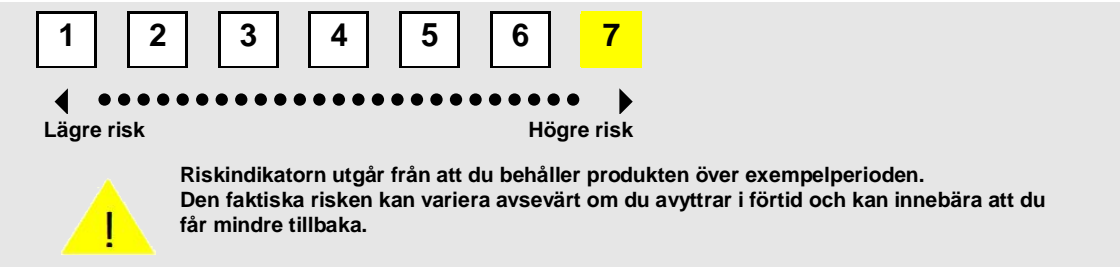 1 2 3 4 5 6 7
Lägre risk Högre risk
Riskindikatorn utgår från att du behåller produkten över exempelperioden.
Den faktiska risken kan variera avsevärt om du avyttrar i förtid och kan innebära att du
får mindre tillbaka.
!